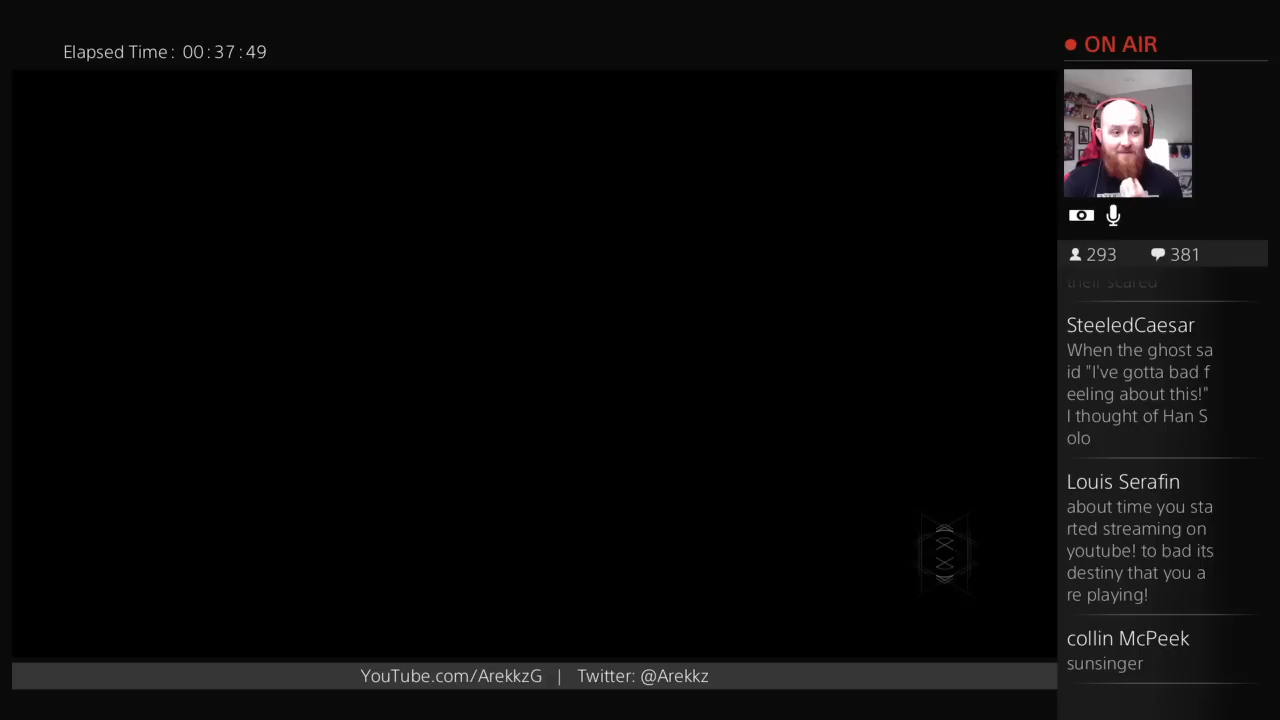 Elapsed Time: 00:37:49
ON AIR
293 381
their scared
SteeledCaesar
When the ghost sa
id "I've gotta bad f
eeling about this!"
I thought of Han S
olo
Louis Serafin
about time you sta
rted streaming on
youtube! to bad its
destiny that you a
re playing!
collin McPeek
sunsinger
YouTube.com/ArekkzG | Twitter: @Arekkz